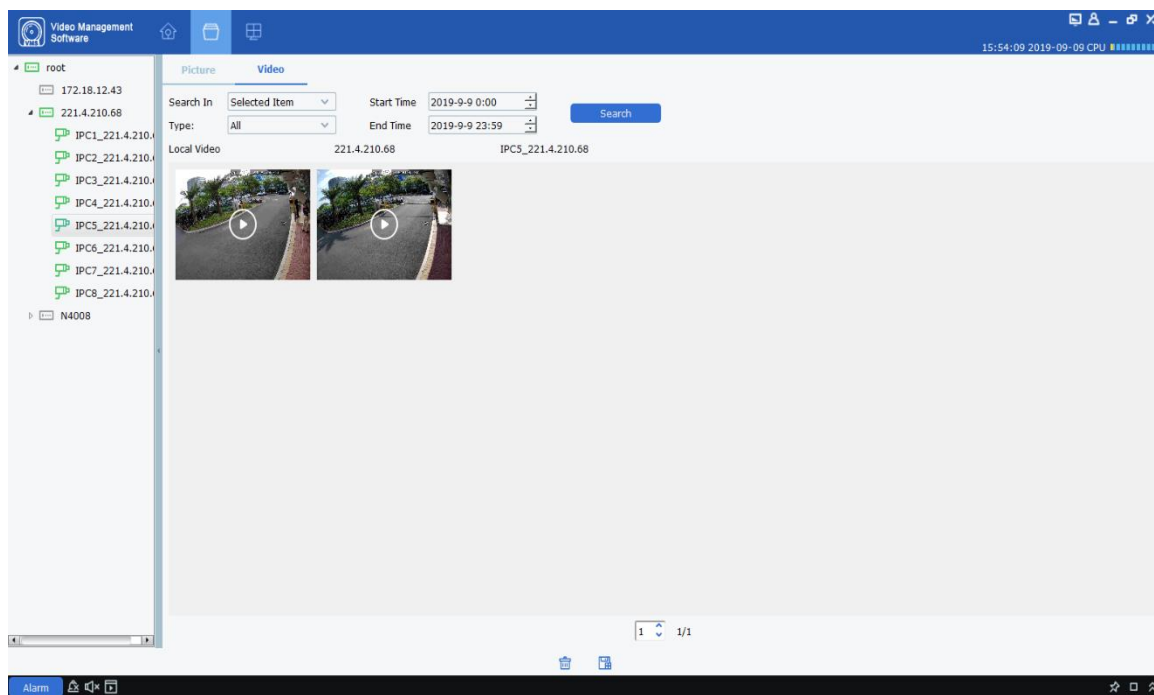 Video Management
Software
15:54:09 2019-09-09 CPU
root
172.18.12.43
221.4.210.68
IPC1_221.4.210.
IPC2_221.4.210.
IPC3_221.4.210.
IPC4_221.4.210.
IPC5_221.4.210.
IPC6_221.4.210.
IPC7_221.4.210.
IPC8_221.4.210.
N4008
Picture Video
Search In Selected Item Start Time 2019-9-9 0:00 Search
Type: All End Time 2019-9-9 23:59
Local Video 221.4.210.68 IPC5_221.4.210.68
1 1/1
Alarm